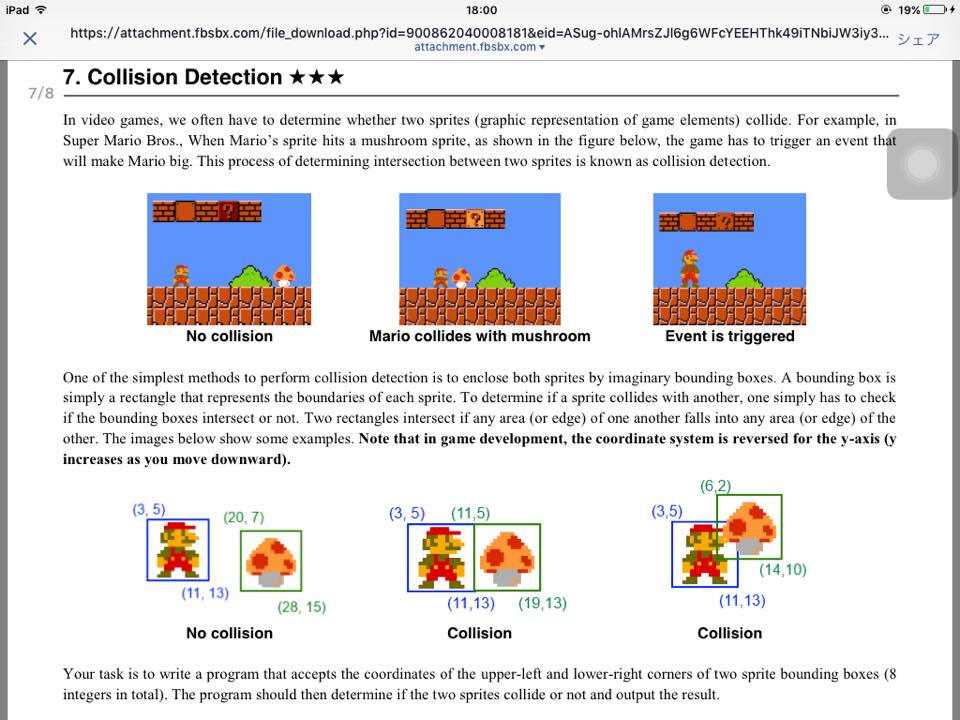 iPad 18:00 19%
https://attachment.fbsbx.com/file_download.php?id=900862040008181&eid=ASug-ohlAMrsZJl6g6WFcYEEHThk49iTNbiJW3iy3...
シェア
attachment.fbsbx.com
7. Collision Detection ★★★
7/8
In video games, we often have to determine whether two sprites (graphic representation of game elements) collide. For example, in
Super Mario Bros., When Mario's sprite hits a mushroom sprite, as shown in the figure below, the game has to trigger an event that
will make Mario big. This process of determining intersection between two sprites is known as collision detection.
? ? ?
No collision Mario collides with mushroom Event is triggered
One of the simplest methods to perform collision detection is to enclose both sprites by imaginary bounding boxes. A bounding box is
simply a rectangle that represents the boundaries of each sprite. To determine if a sprite collides with another, one simply has to check
if the bounding boxes intersect or not. Two rectangles intersect if any area (or edge) of one another falls into any area (or edge) of the
other. The images below show some examples. Note that in game development, the coordinate system is reversed for the y-axis (y
increases as you move downward).
(3, 5) (20, 7)
(11, 13) (28, 15)
No collision
(3, 5) (11,5)
(11,13) (19,13)
Collision
(6,2)
(3,5)
(14,10)
(11,13)
Collision
Your task is to write a program that accepts the coordinates of the upper-left and lower-right corners of two sprite bounding boxes (8
integers in total). The program should then determine if the two sprites collide or not and output the result.